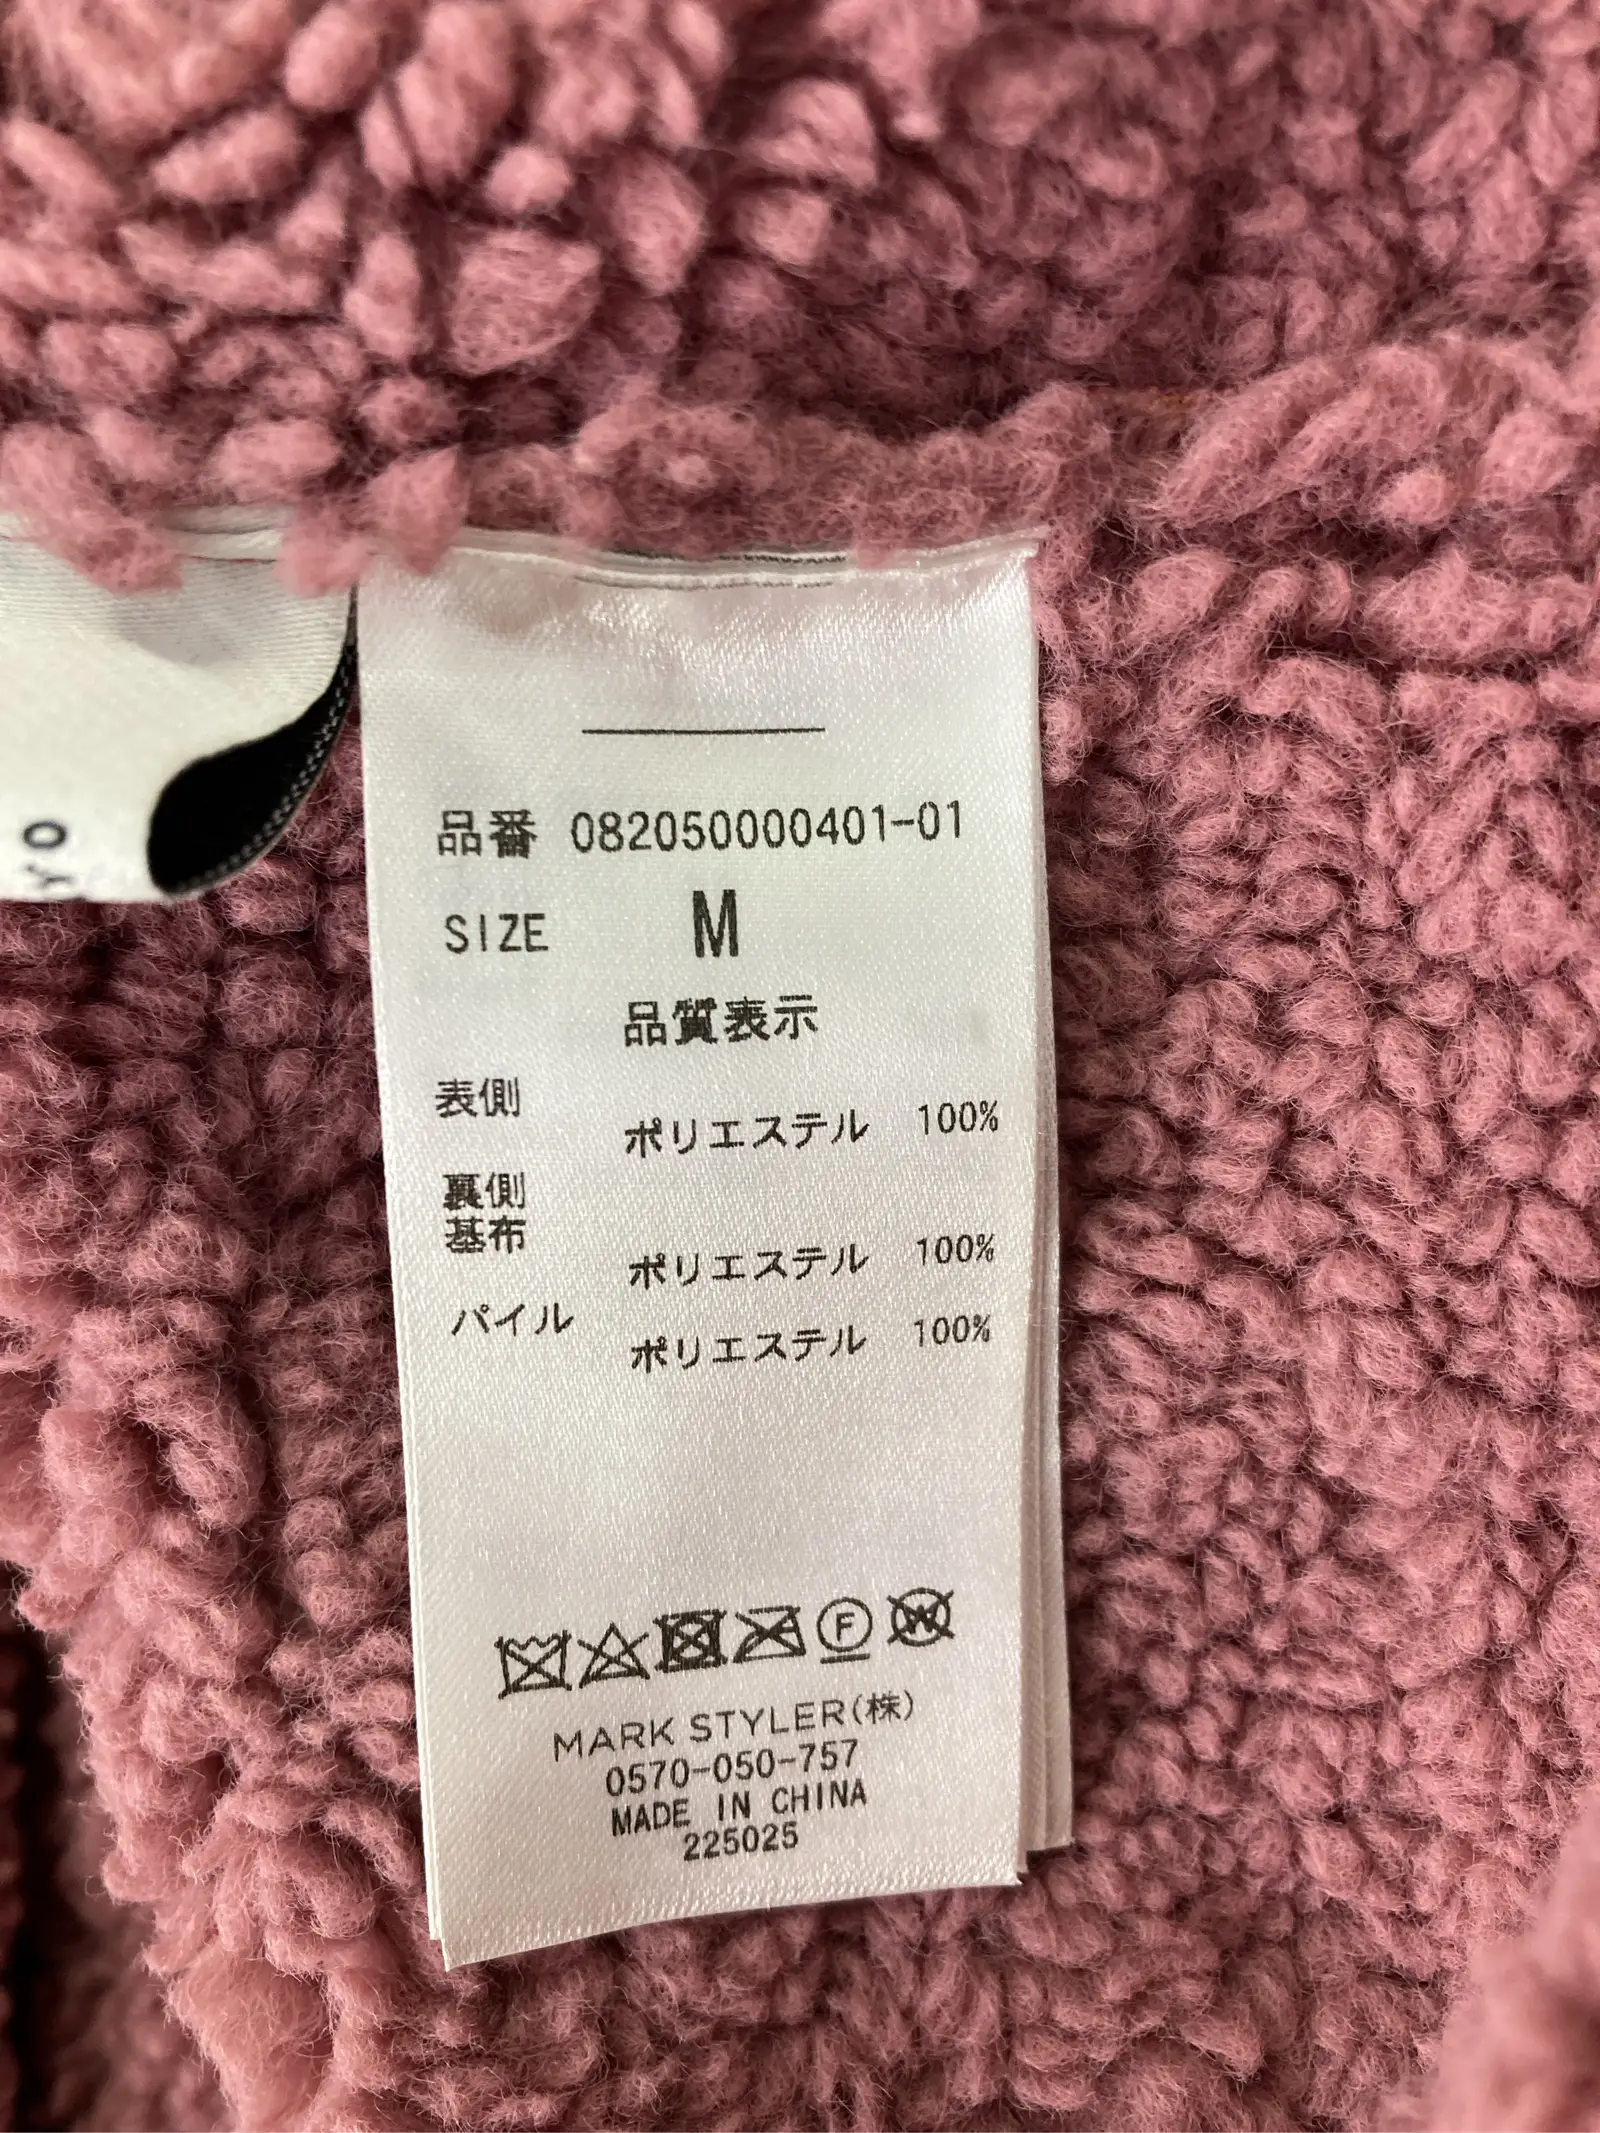 YO
品番 082050000401-01
SIZE M
品質表示
表側
ポリエステル 100%
裏側
基布
ポリエステル 100%
パイル
ポリエステル 100%
F W
MARK STYLER(株)
0570-050-757
MADE IN CHINA
225025